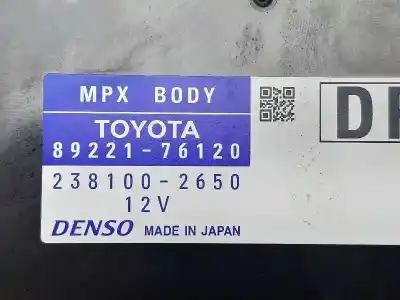 MPX BODY
TOYOTA
89221-76120
238100-2650
12V
DENSO MADE IN JAPAN